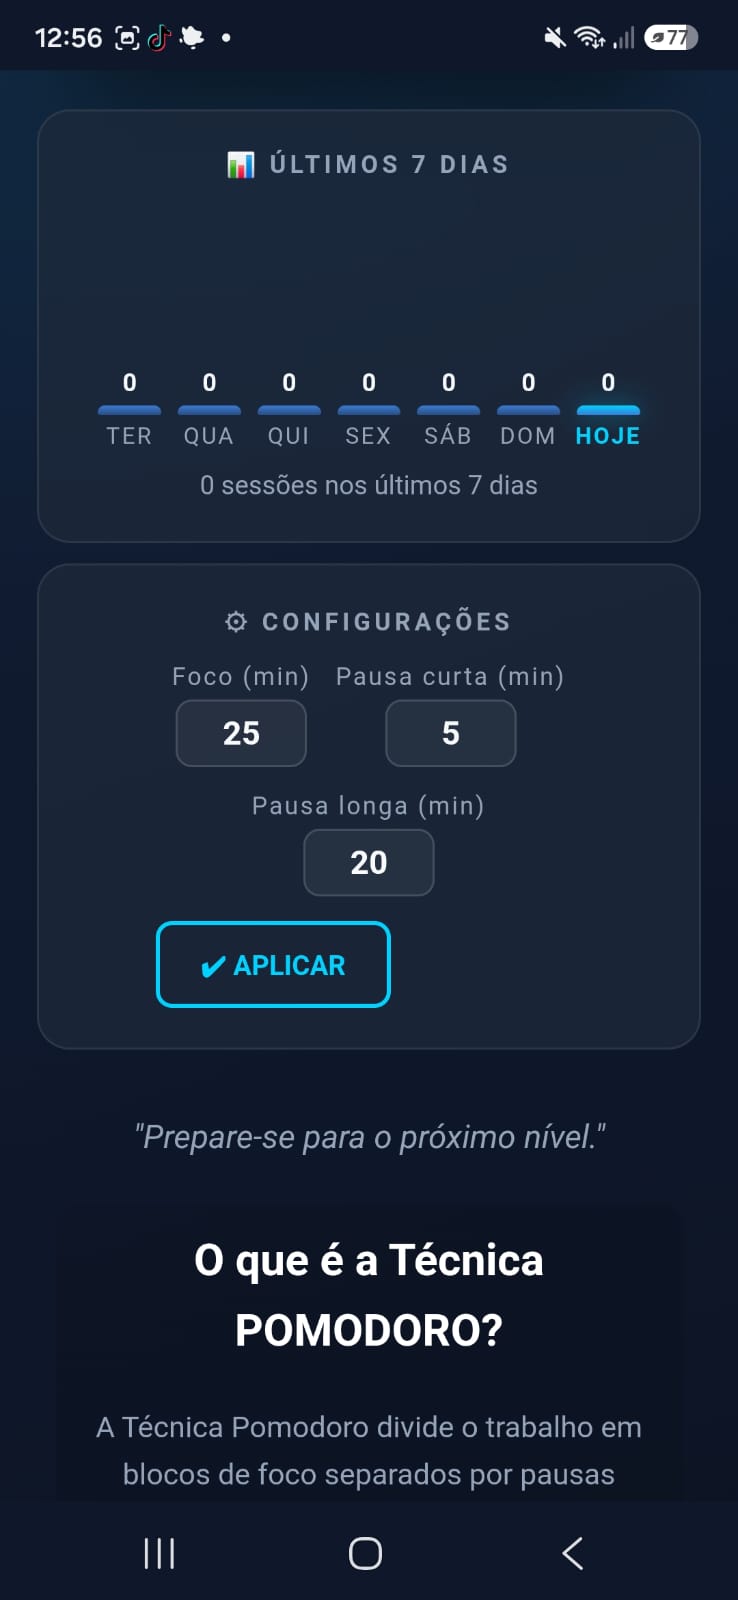 12:56
77
📊 ÚLTIMOS 7 DIAS
0 0 0 0 0 0 0
TER QUA QUI SEX SÁB DOM HOJE
0 sessões nos últimos 7 dias
⚙ CONFIGURAÇÕES
Foco (min) Pausa curta (min)
25 5
Pausa longa (min)
20
✔ APLICAR
"Prepare-se para o próximo nível."
O que é a Técnica
POMODORO?
A Técnica Pomodoro divide o trabalho em
blocos de foco separados por pausas